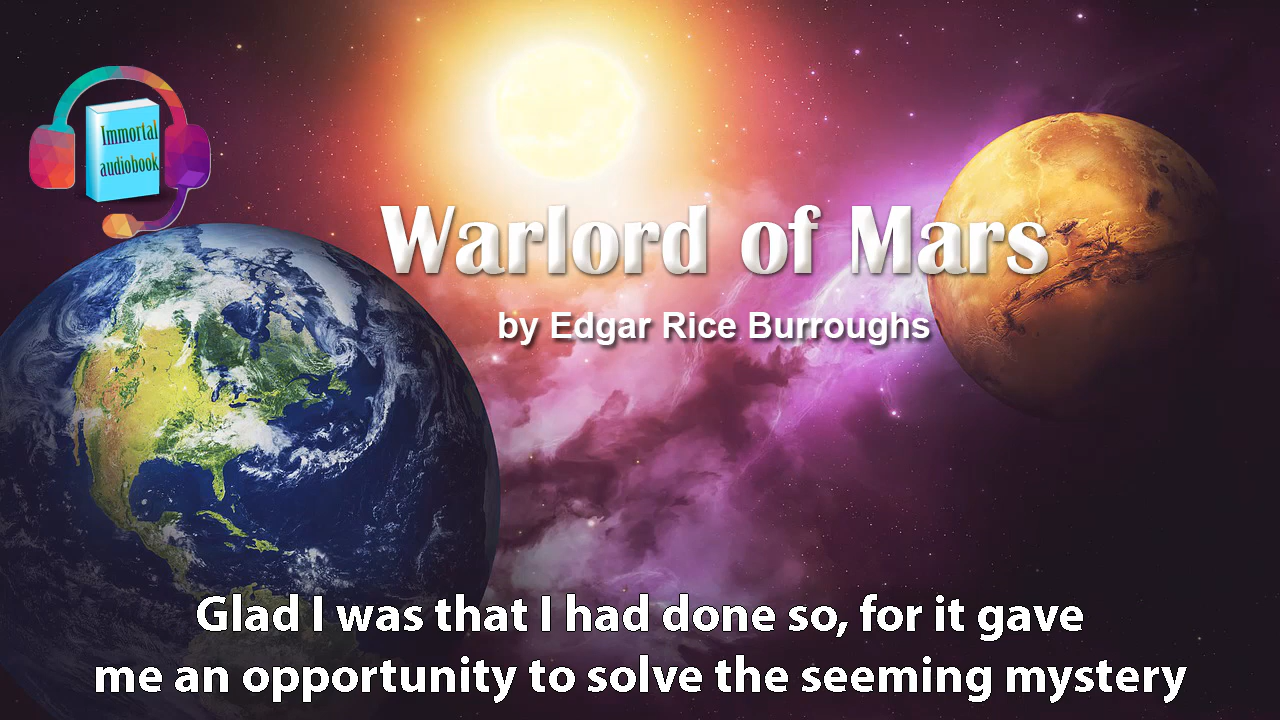 Immortal
audiobook
Warlord of Mars
by Edgar Rice Burroughs
Glad I was that I had done so, for it gave
me an opportunity to solve the seeming mystery